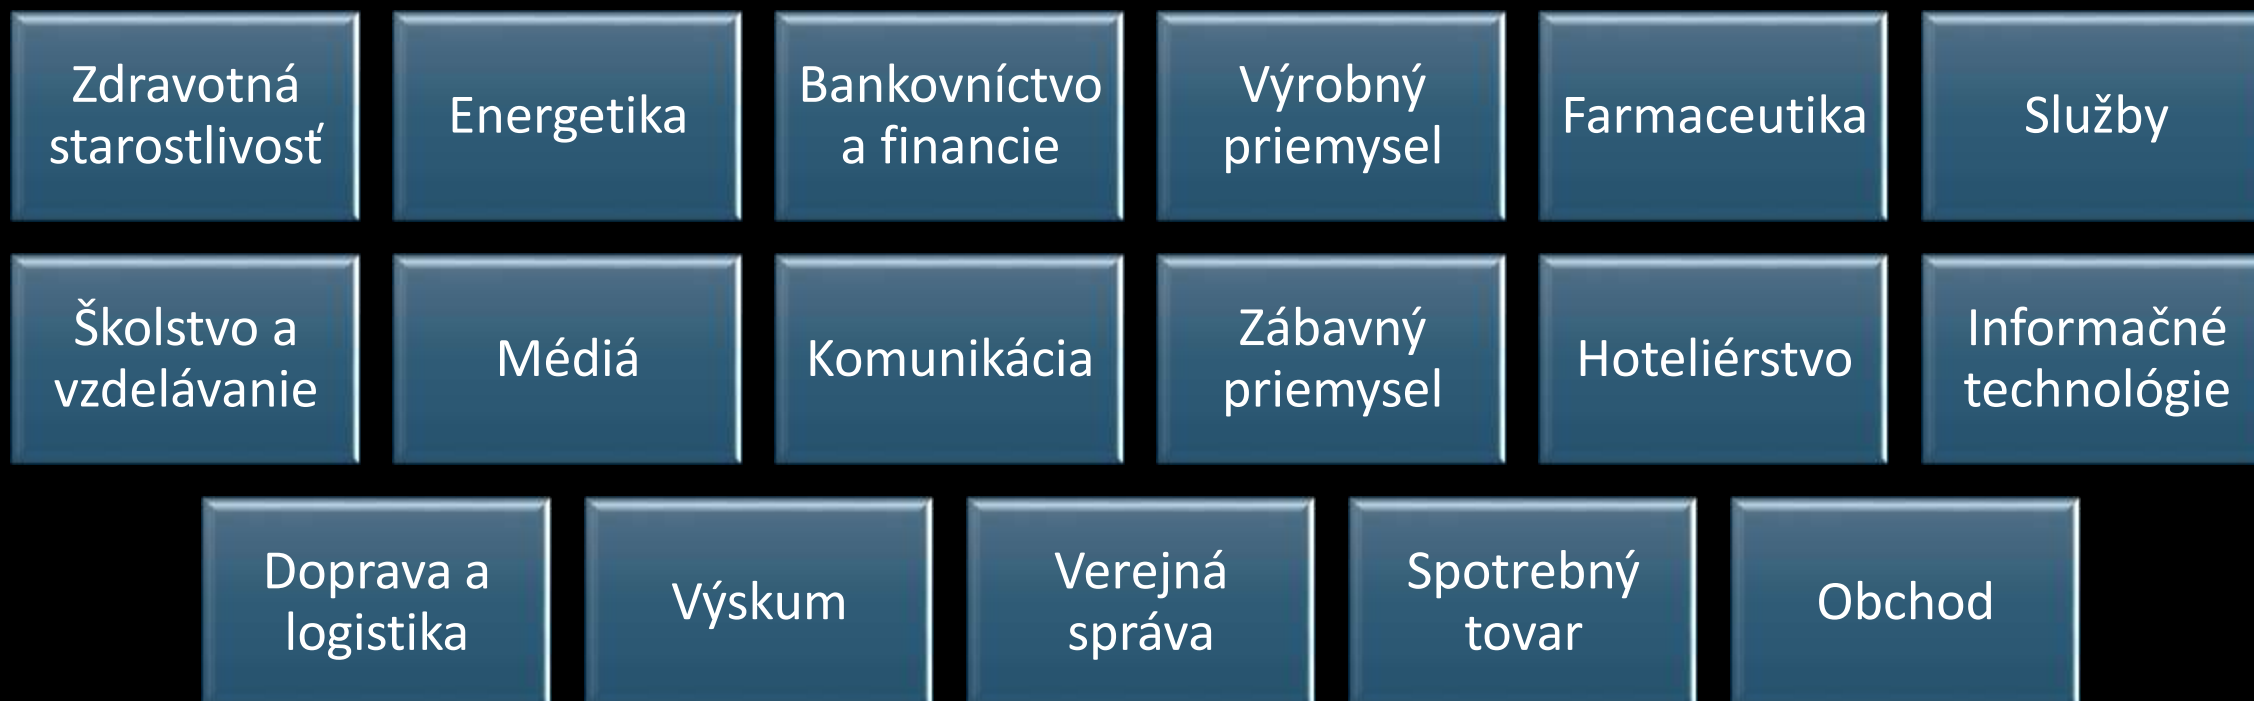 Zdravotná
starostlivosť
Energetika
Bankovníctvo
a financie
Výrobný
priemysel
Farmaceutika
Služby
Školstvo a
vzdelávanie
Médiá
Komunikácia
Zábavný
priemysel
Hoteliérstvo
Informačné
technológie
Doprava a
logistika
Výskum
Verejná
správa
Spotrebný
tovar
Obchod